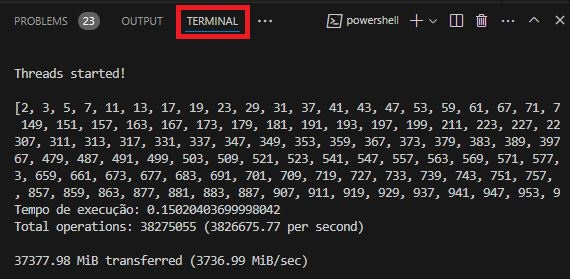 PROBLEMS 23 OUTPUT TERMINAL ... powershell
Threads started!
[2, 3, 5, 7, 11, 13, 17, 19, 23, 29, 31, 37, 41, 43, 47, 53, 59, 61, 67, 71, 7
149, 151, 157, 163, 167, 173, 179, 181, 191, 193, 197, 199, 211, 223, 227, 22
307, 311, 313, 317, 331, 337, 347, 349, 353, 359, 367, 373, 379, 383, 389, 397
67, 479, 487, 491, 499, 503, 509, 521, 523, 541, 547, 557, 563, 569, 571, 577,
3, 659, 661, 673, 677, 683, 691, 701, 709, 719, 727, 733, 739, 743, 751, 757,
, 857, 859, 863, 877, 881, 883, 887, 907, 911, 919, 929, 937, 941, 947, 953, 9
Tempo de execução: 0.15020403699998042
Total operations: 38275055 (3826675.77 per second)
37377.98 MiB transferred (3736.99 MiB/sec)